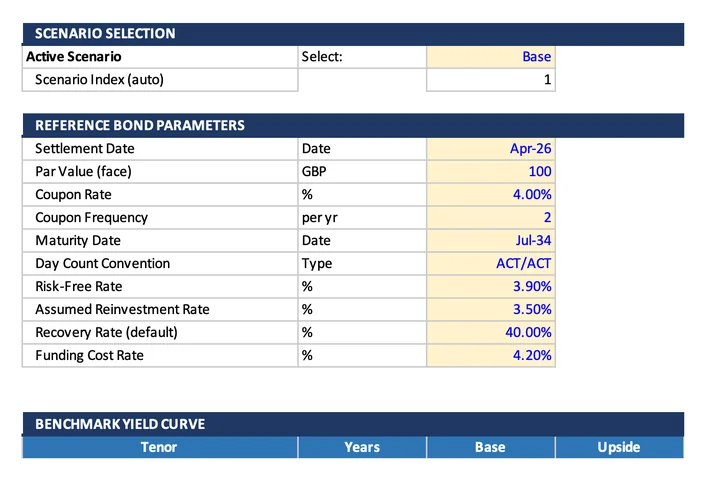 SCENARIO SELECTION
Active Scenario Select: Base
Scenario Index (auto) 1
REFERENCE BOND PARAMETERS
Settlement Date Date Apr-26
Par Value (face) GBP 100
Coupon Rate % 4.00%
Coupon Frequency per yr 2
Maturity Date Date Jul-34
Day Count Convention Type ACT/ACT
Risk-Free Rate % 3.90%
Assumed Reinvestment Rate % 3.50%
Recovery Rate (default) % 40.00%
Funding Cost Rate % 4.20%
BENCHMARK YIELD CURVE
Tenor Years Base Upside